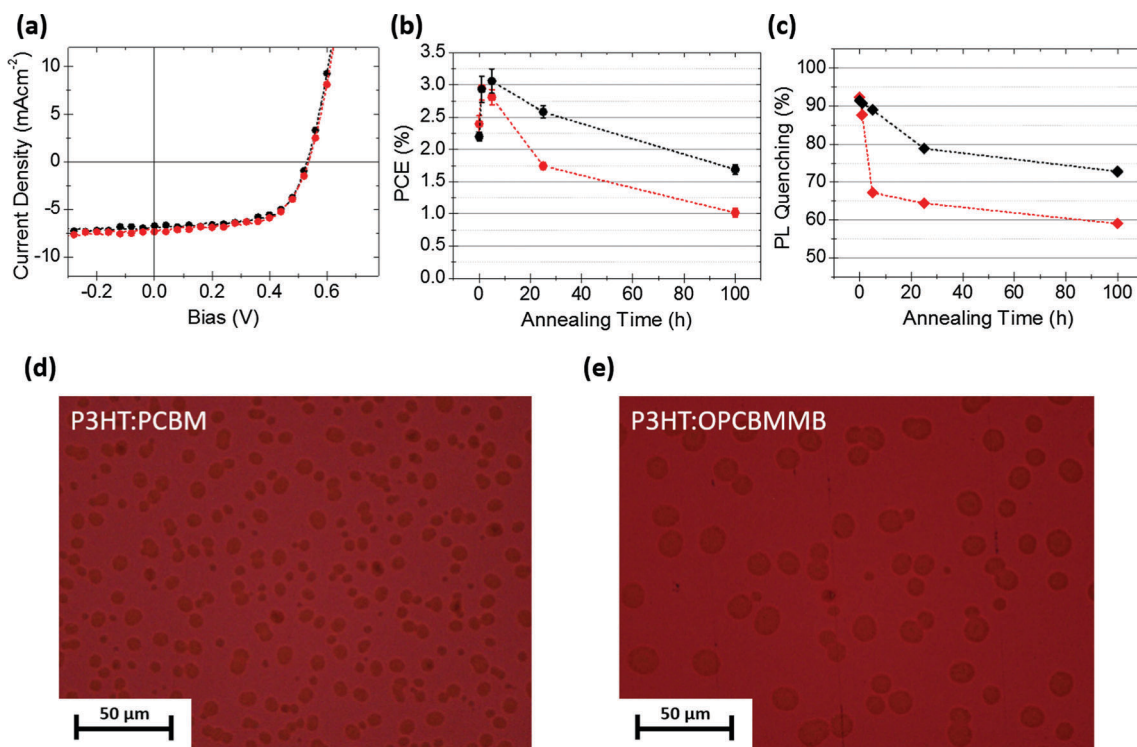 (a)
Current Density (mAcm⁻²)
10
5
0
-5
-10
-0.2
0.0
0.2
0.4
0.6
Bias (V)
(b)
PCE (%)
3.5
3.0
2.5
2.0
1.5
1.0
0.5
0.0
0
20
40
60
80
100
Annealing Time (h)
(c)
PL Quenching (%)
100
90
80
70
60
50
0
20
40
60
80
100
Annealing Time (h)
(d)
P3HT:PCBM
50 µm
(e)
P3HT:OPCBMMB
50 µm